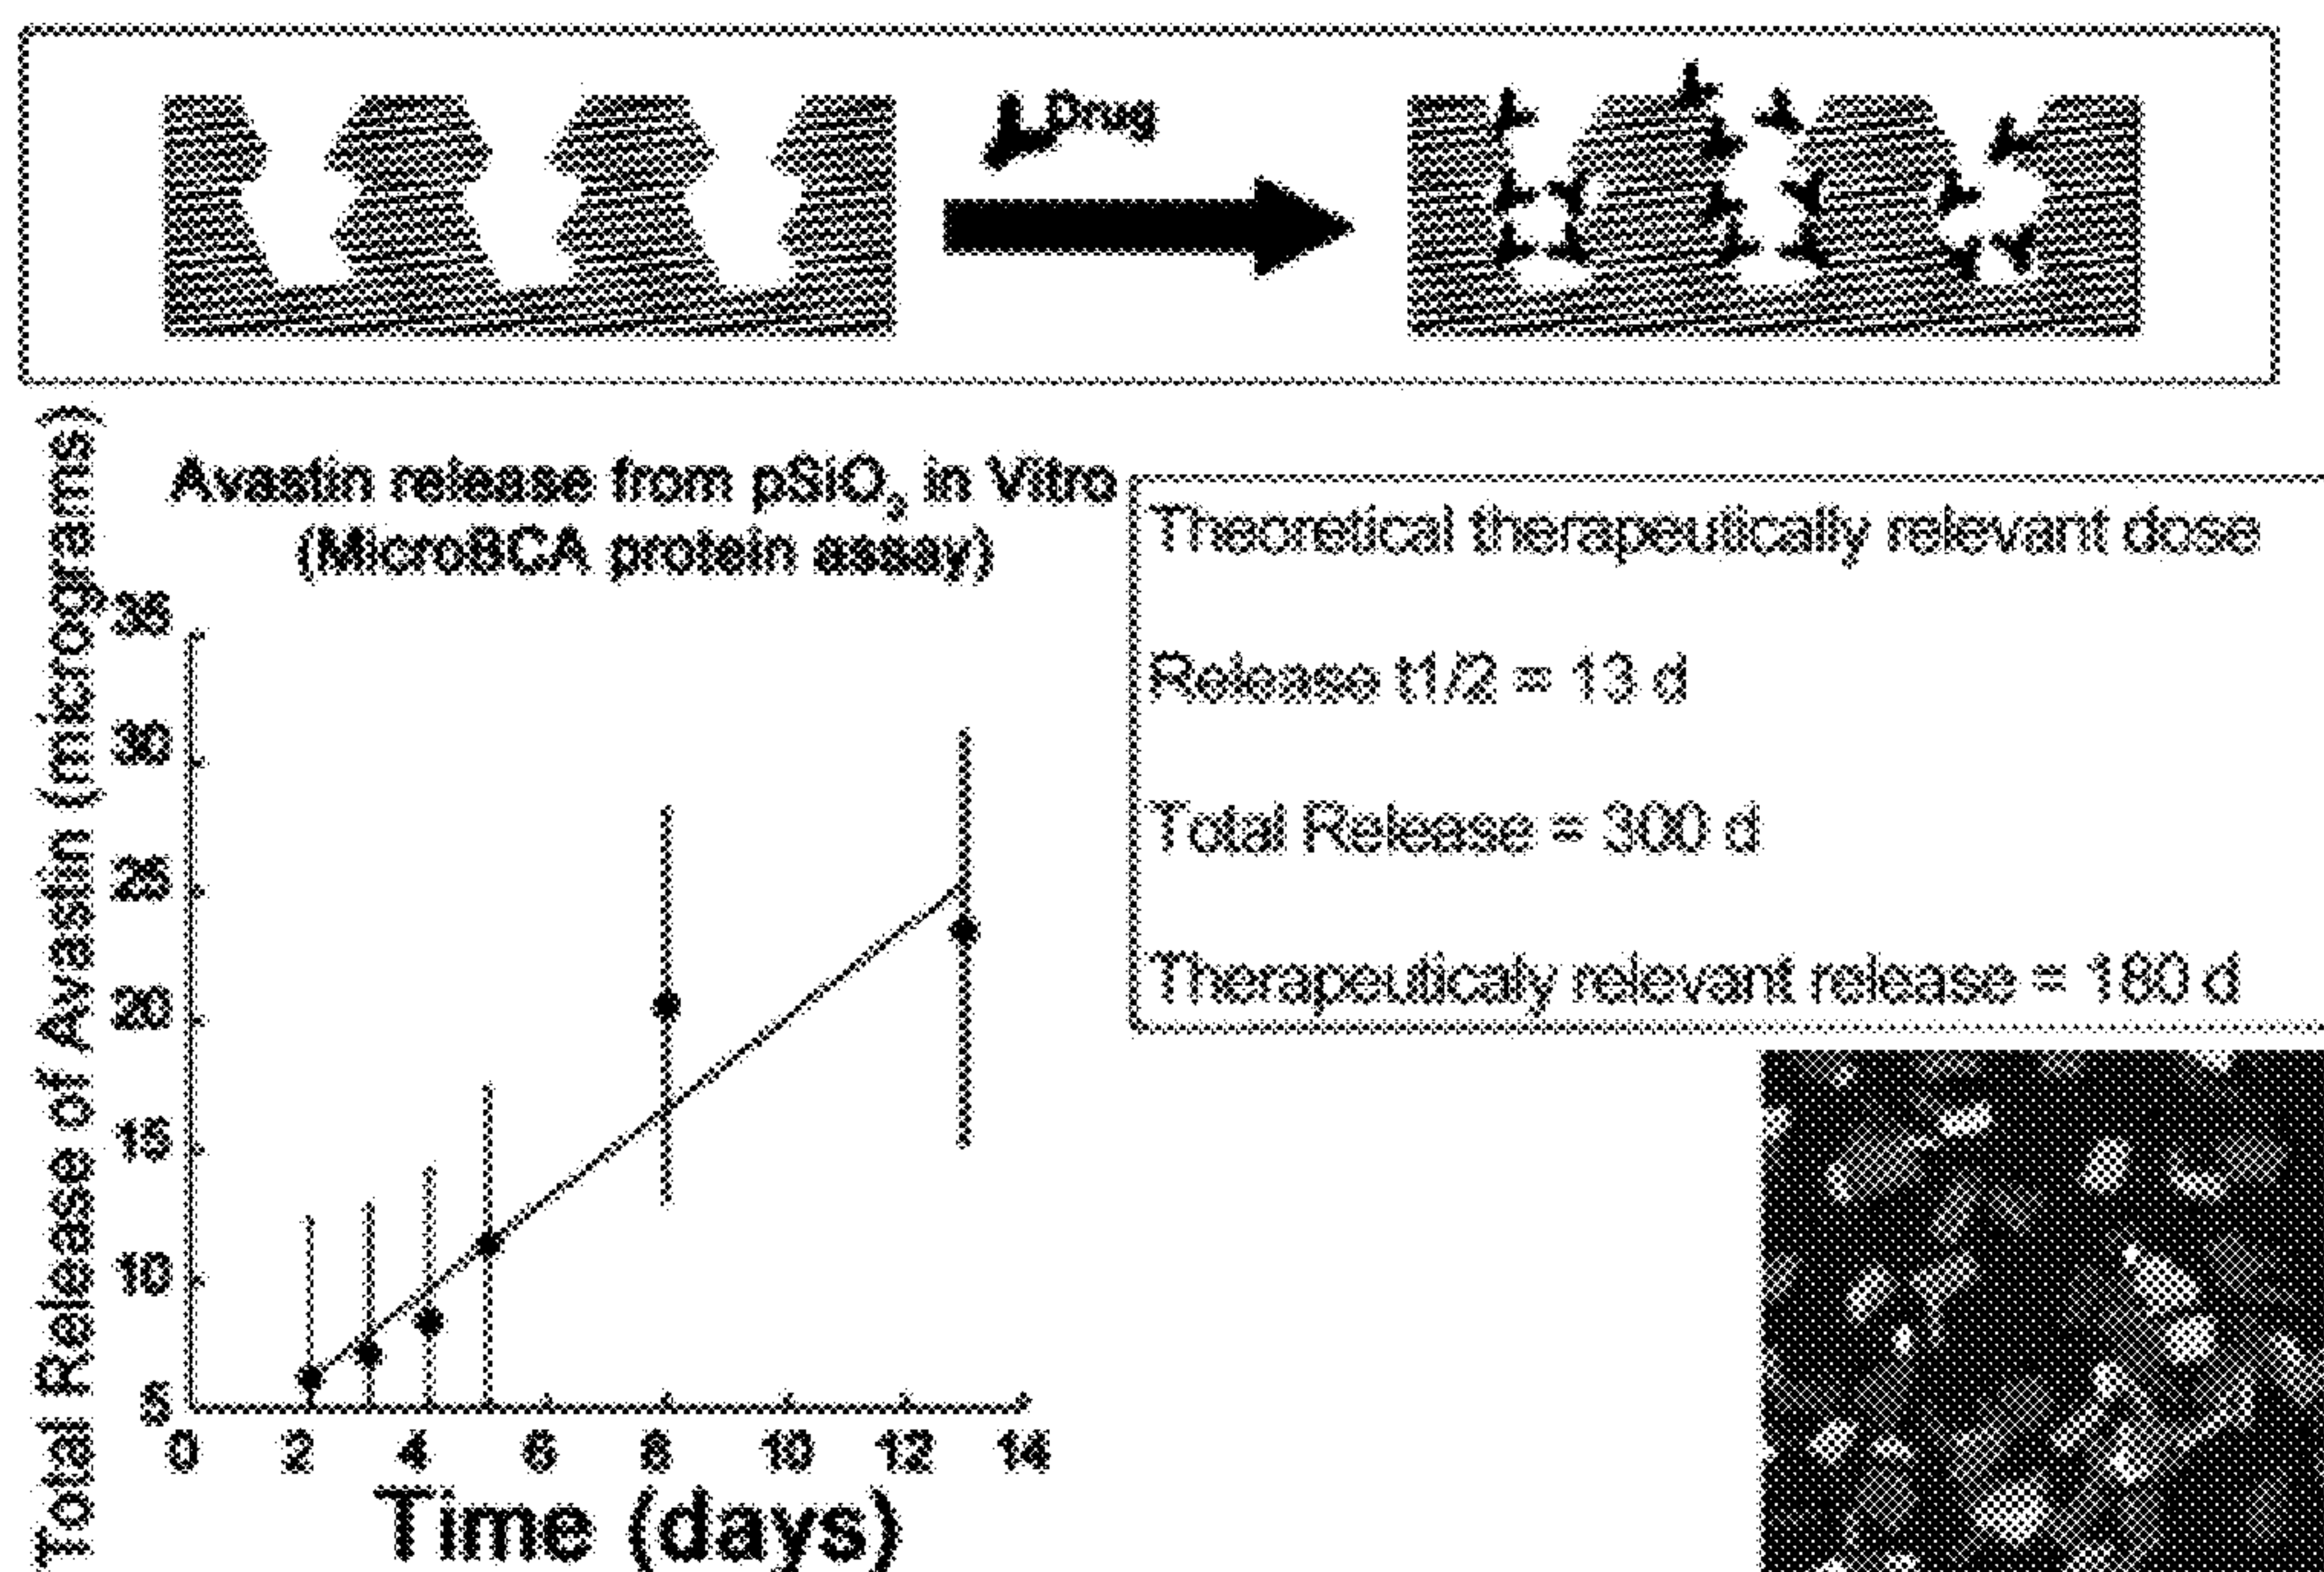 Drug
Avastin release from pSiO₂ in Vitro
(MicroBCA protein assay)
Total Release of Avastin (micrograms)
35
30
25
20
15
10
5
0 2 4 6 8 10 12 14
Time (days)
Theoretical therapeutically relevant dose
Release t1/2 = 13 d
Total Release = 300 d
Therapeuticaly relevant release = 180 d